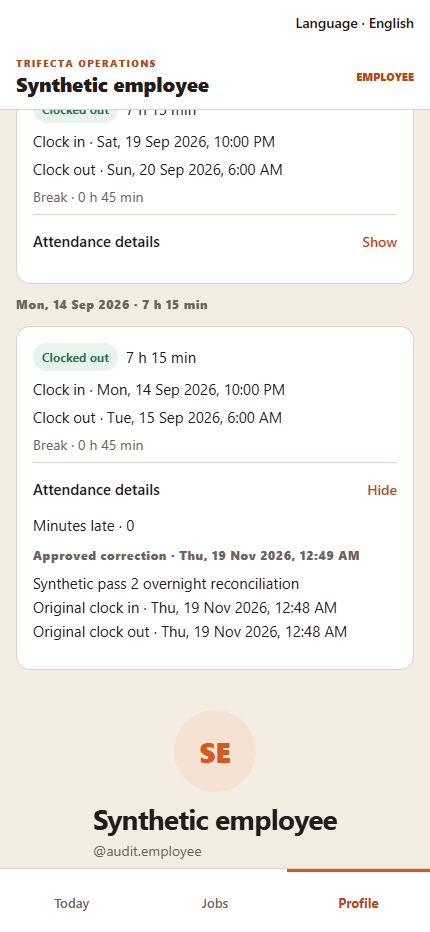 Language · English
TRIFECTA OPERATIONS
Synthetic employee
EMPLOYEE
Clocked out 7 h 15 min
Clock in · Sat, 19 Sep 2026, 10:00 PM
Clock out · Sun, 20 Sep 2026, 6:00 AM
Break · 0 h 45 min
Attendance details Show
Mon, 14 Sep 2026 · 7 h 15 min
Clocked out 7 h 15 min
Clock in · Mon, 14 Sep 2026, 10:00 PM
Clock out · Tue, 15 Sep 2026, 6:00 AM
Break · 0 h 45 min
Attendance details Hide
Minutes late · 0
Approved correction · Thu, 19 Nov 2026, 12:49 AM
Synthetic pass 2 overnight reconciliation
Original clock in · Thu, 19 Nov 2026, 12:48 AM
Original clock out · Thu, 19 Nov 2026, 12:48 AM
SE
Synthetic employee
@audit.employee
Today Jobs Profile